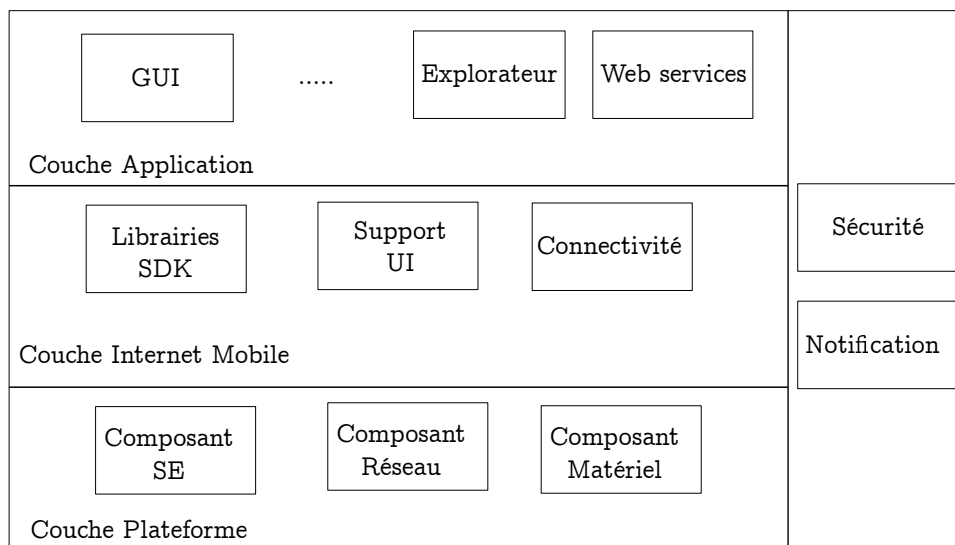 GUI
.....
Explorateur
Web services
Couche Application
Librairies
SDK
Support
UI
Connectivité
Couche Internet Mobile
Composant
SE
Composant
Réseau
Composant
Matériel
Couche Plateforme
Sécurité
Notification